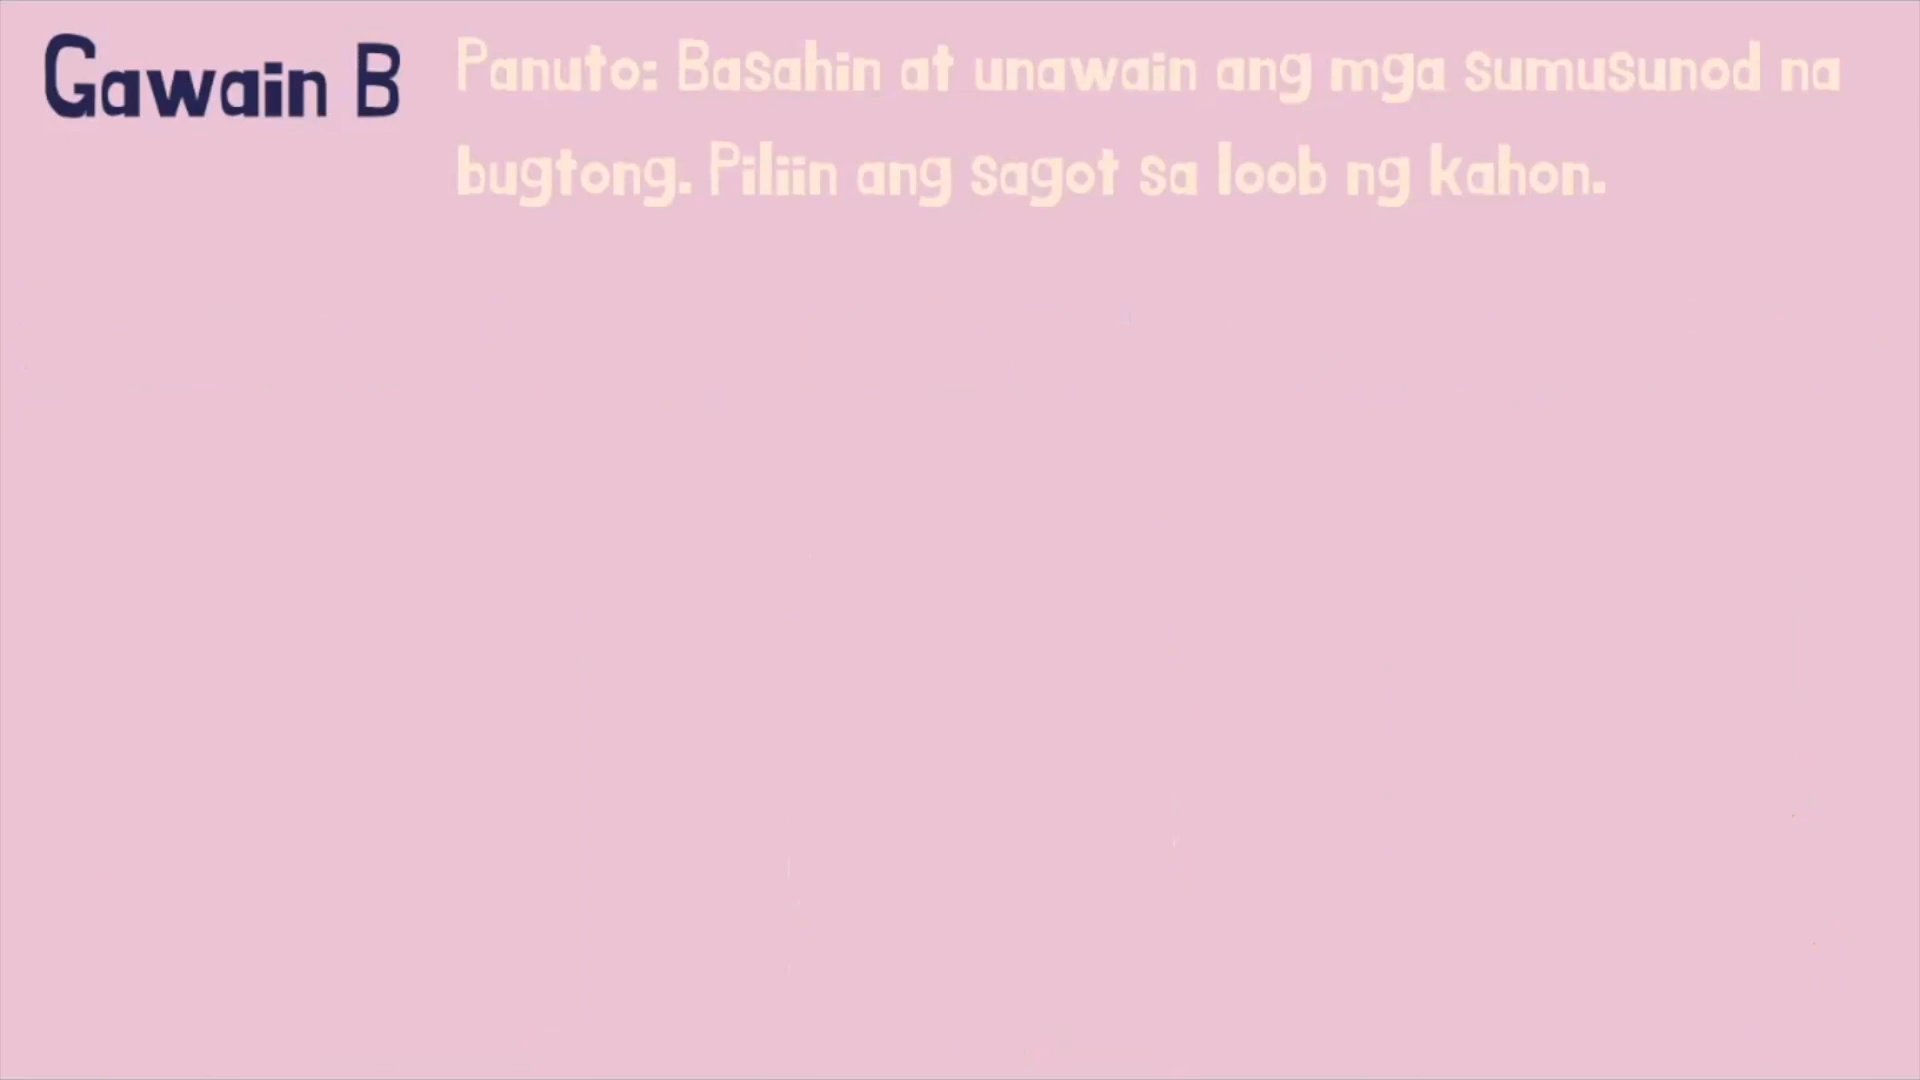 Gawain B
Panuto: Basahin at unawain ang mga sumusunod na
bugtong. Piliin ang sagot sa loob ng kahon.